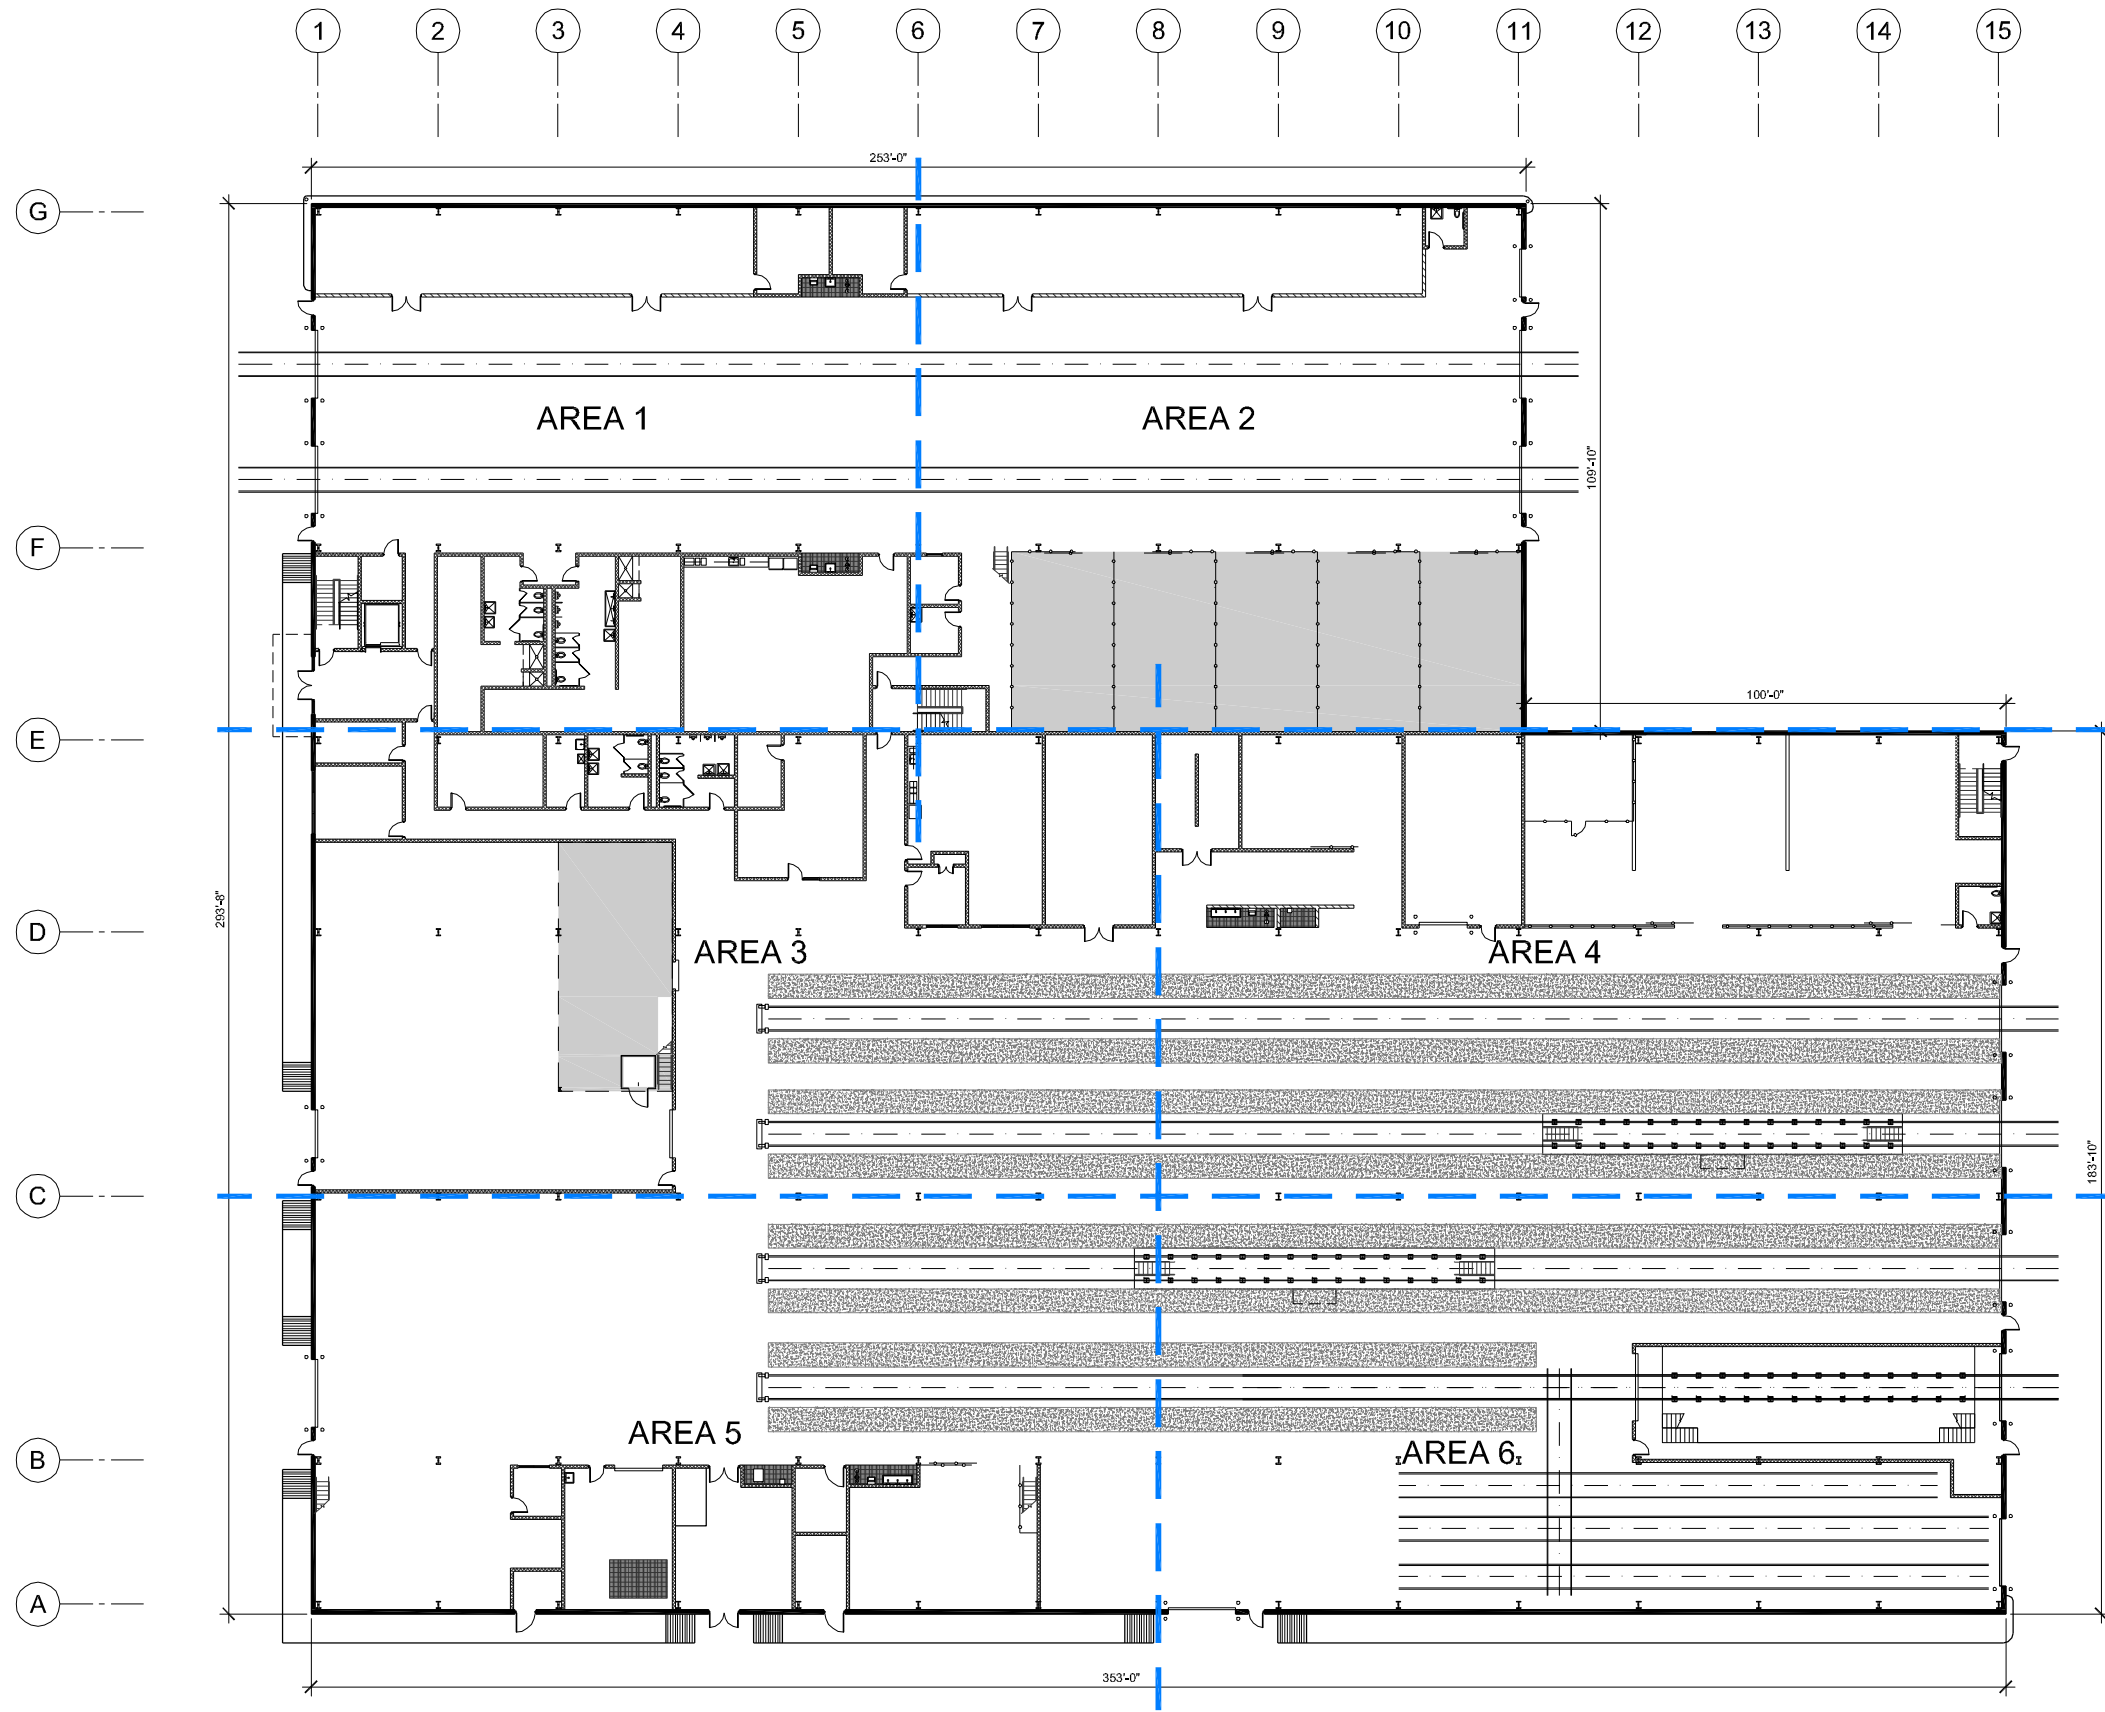 1 2 3 4 5 6 7 8 9 10 11 12 13 14 15
253'-0"
G
AREA 1 AREA 2
109'-10"
F
100'-0"
E
293'-8"
D
AREA 3 AREA 4
183'-10"
C
AREA 5 AREA 6
B
A
353'-0"